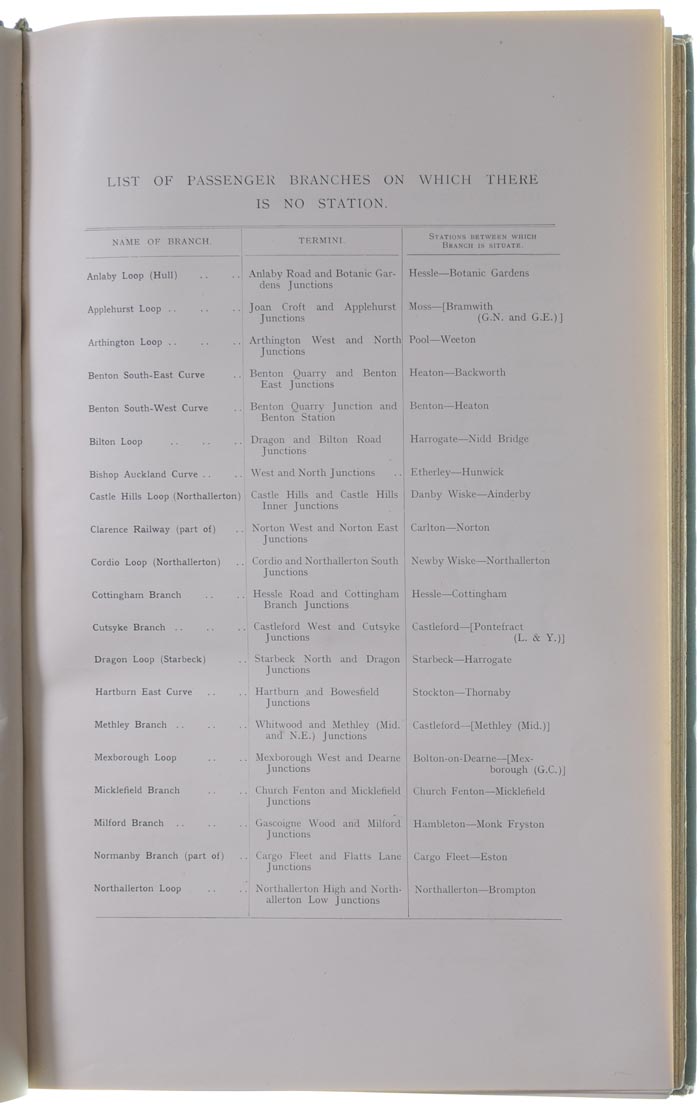 LIST OF PASSENGER BRANCHES ON WHICH THERE
IS NO STATION.
NAME OF BRANCH. TERMINI. STATIONS BETWEEN WHICH
BRANCH IS SITUATE.
Anlaby Loop (Hull) .. .. Anlaby Road and Botanic Gar- Hessle—Botanic Gardens
dens Junctions
Applehurst Loop .. .. .. Joan Croft and Applehurst Moss—[Bramwith
Junctions (G.N. and G.E.)]
Arthington Loop .. .. .. Arthington West and North Pool—Weeton
Junctions
Benton South-East Curve .. Benton Quarry and Benton Heaton—Backworth
East Junctions
Benton South-West Curve .. Benton Quarry Junction and Benton—Heaton
Benton Station
Bilton Loop .. .. .. Dragon and Bilton Road Harrogate—Nidd Bridge
Junctions
Bishop Auckland Curve .. .. West and North Junctions .. Etherley—Hunwick
Castle Hills Loop (Northallerton) Castle Hills and Castle Hills Danby Wiske—Ainderby
Inner Junctions
Clarence Railway (part of) .. Norton West and Norton East Carlton—Norton
Junctions
Cordio Loop (Northallerton) .. Cordio and Northallerton South Newby Wiske—Northallerton
Junctions
Cottingham Branch .. .. Hessle Road and Cottingham Hessle—Cottingham
Branch Junctions
Cutsyke Branch .. .. .. Castleford West and Cutsyke Castleford—[Pontefract
Junctions (L. & Y.)]
Dragon Loop (Starbeck) .. Starbeck North and Dragon Starbeck—Harrogate
Junctions
Hartburn East Curve .. .. Hartburn and Bowesfield Stockton—Thornaby
Junctions
Methley Branch .. .. .. Whitwood and Methley (Mid. Castleford—[Methley (Mid.)]
and N.E.) Junctions
Mexborough Loop .. .. Mexborough West and Dearne Bolton-on-Dearne—[Mex-
Junctions borough (G.C.)]
Micklefield Branch .. .. Church Fenton and Micklefield Church Fenton—Micklefield
Junctions
Milford Branch .. .. .. Gascoigne Wood and Milford Hambleton—Monk Fryston
Junctions
Normanby Branch (part of) .. Cargo Fleet and Flatts Lane Cargo Fleet—Eston
Junctions
Northallerton Loop .. .. Northallerton High and North- Northallerton—Brompton
allerton Low Junctions